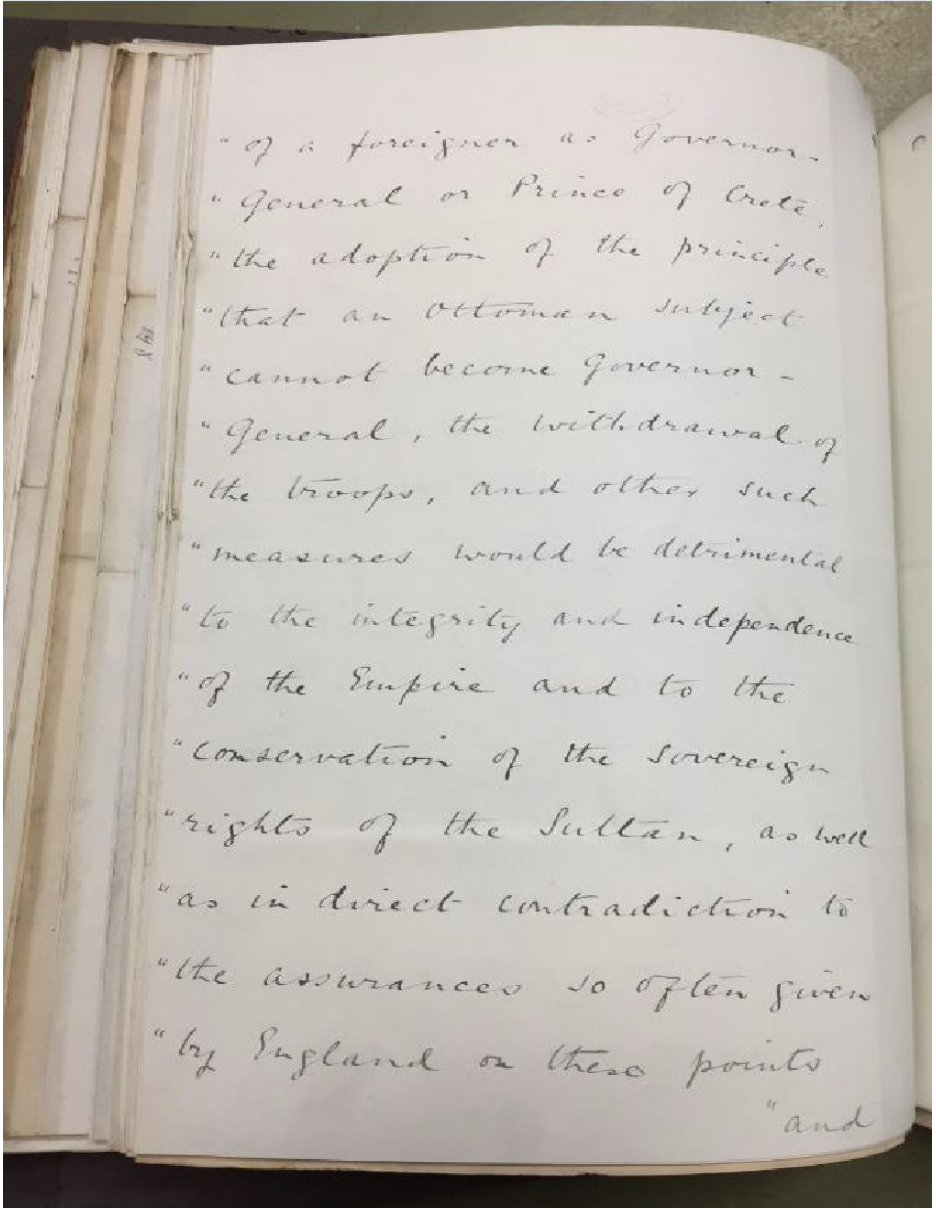 "of a foreigner as Governor-
"General or Prince of Crete,
"the adoption of the principle
"that an Ottoman subject
"cannot become Governor-
"General, the withdrawal of
"the troops, and other such
"measures would be detrimental
"to the integrity and independence
"of the Empire and to the
"conservation of the Sovereign
"rights of the Sultan, as well
"as in direct contradiction to
"the assurances so often given
"by England on these points
"and